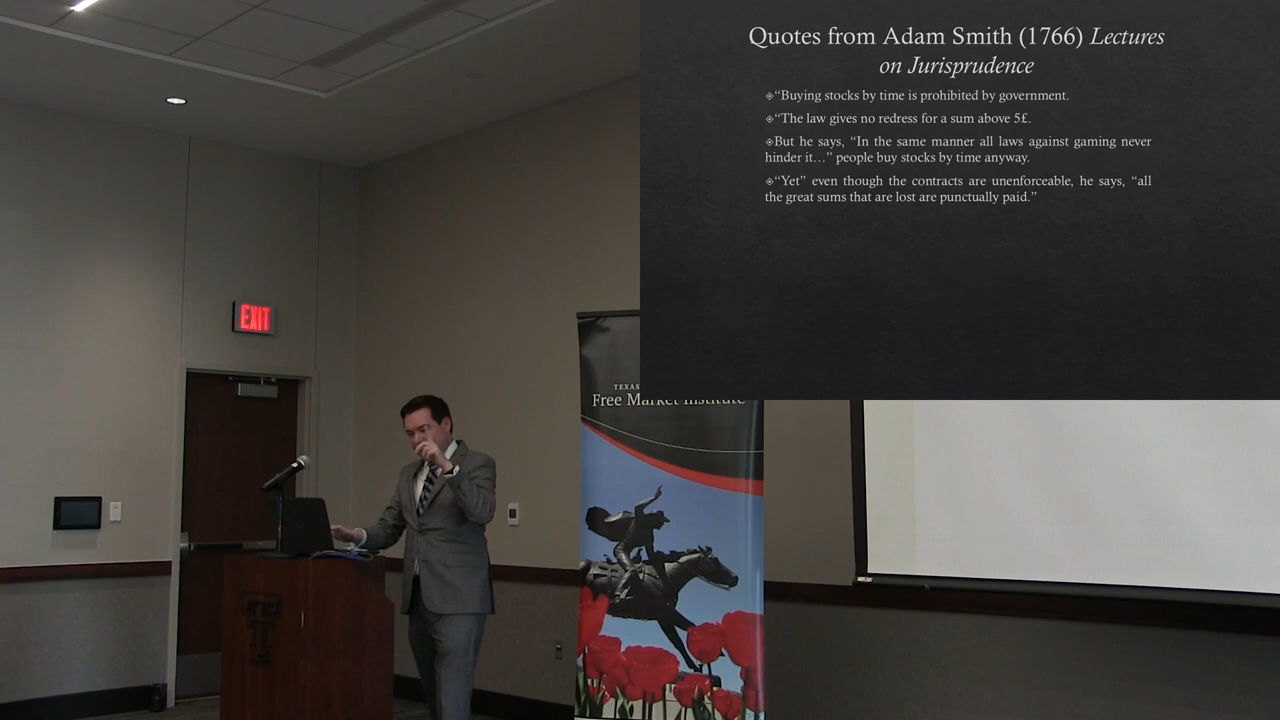 Quotes from Adam Smith (1766) Lectures
on Jurisprudence
“Buying stocks by time is prohibited by government.
“The law gives no redress for a sum above 5£.
But he says, “In the same manner all laws against gaming never
hinder it…” people buy stocks by time anyway.
“Yet” even though the contracts are unenforceable, he says, “all
the great sums that are lost are punctually paid.”
EXIT
TEXAS
Free Market Institute